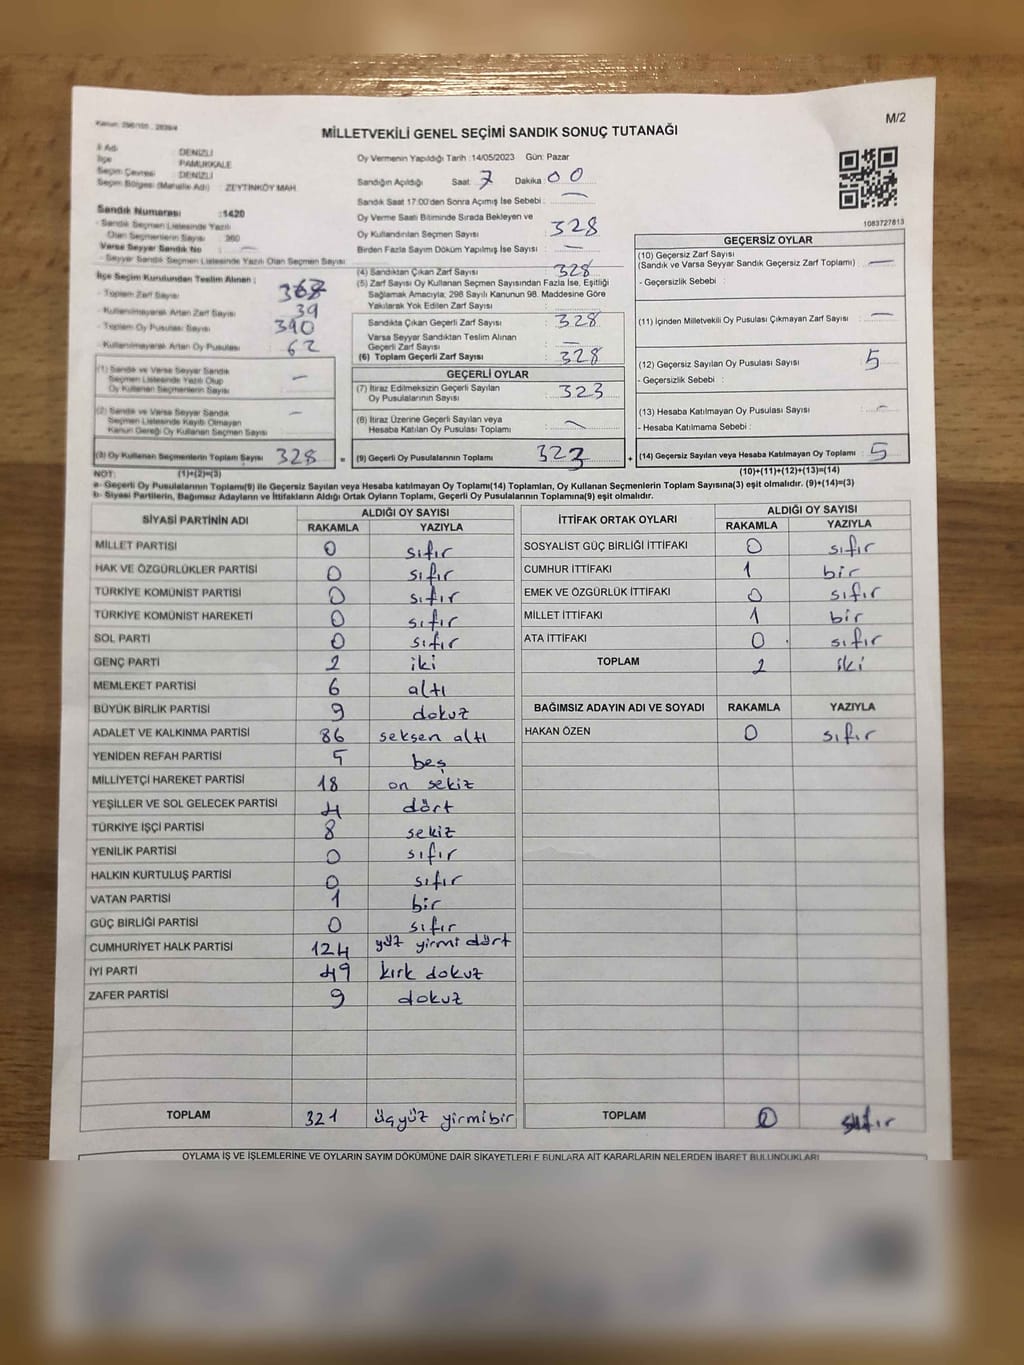 Kanun: 298/105 , 2839/4
M/2
MİLLETVEKİLİ GENEL SEÇİMİ SANDIK SONUÇ TUTANAĞI
İl Adı : DENİZLİ
İlçe : PAMUKKALE
Seçim Çevresi : DENİZLİ
Seçim Bölgesi (Mahalle Adı) : ZEYTİNKÖY MAH.
Sandık Numarası :1420
- Sandık Seçmen Listesinde Yazılı
Olan Seçmenlerin Sayısı : 360
Varsa Seyyar Sandık No —
- Seyyar Sandık Seçmen Listesinde Yazılı Olan Seçmen Sayısı
İlçe Seçim Kurulundan Teslim Alınan :
- Toplam Zarf Sayısı 367
- Kullanılmayarak Artan Zarf Sayısı 39
- Toplam Oy Pusulası Sayısı 390
- Kullanılmayarak Artan Oy Pusulası 62
(1) Sandık ve Varsa Seyyar Sandık
Seçmen Listesinde Yazılı Olup
Oy Kullanan Seçmenlerin Sayısı —
(2) Sandık ve Varsa Seyyar Sandık
Seçmen Listesinde Kayıtlı Olmayan
Kanun Gereği Oy Kullanan Seçmen Sayısı : —
(3) Oy Kullanan Seçmenlerin Toplam Sayısı 328 =
Oy Vermenin Yapıldığı Tarih :14/05/2023 Gün: Pazar
Sandığın Açıldığı Saat: 7 Dakika: 00
Sandık Saat 17:00'den Sonra Açımış İse Sebebi : —
Oy Verme Saati Bitiminde Sırada Bekleyen ve
Oy Kullandırılan Seçmen Sayısı : 328
Birden Fazla Sayım Döküm Yapılmış İse Sayısı : —
(4) Sandıktan Çıkan Zarf Sayısı : 328
(5) Zarf Sayısı Oy Kullanan Seçmen Sayısından Fazla İse, Eşitliği
Sağlamak Amacıyla; 298 Sayılı Kanunun 98. Maddesine Göre
Yakılarak Yok Edilen Zarf Sayısı :
Sandıkta Çıkan Geçerli Zarf Sayısı : 328
Varsa Seyyar Sandıktan Teslim Alınan
Geçerli Zarf Sayısı : —
(6) Toplam Geçerli Zarf Sayısı : 328
GEÇERLİ OYLAR
(7) İtiraz Edilmeksizin Geçerli Sayılan
Oy Pusulalarının Sayısı : 323
(8) İtiraz Üzerine Geçerli Sayılan veya
Hesaba Katılan Oy Pusulası Toplamı : —
(9) Geçerli Oy Pusulalarının Toplamı : 323 +
1083727813
GEÇERSİZ OYLAR
(10) Geçersiz Zarf Sayısı
(Sandık ve Varsa Seyyar Sandık Geçersiz Zarf Toplamı) : —
- Geçersizlik Sebebi :
(11) İçinden Milletvekili Oy Pusulası Çıkmayan Zarf Sayısı : —
(12) Geçersiz Sayılan Oy Pusulası Sayısı : 5
- Geçersizlik Sebebi :
(13) Hesaba Katılmayan Oy Pusulası Sayısı : —
- Hesaba Katılmama Sebebi :
(14) Geçersiz Sayılan veya Hesaba Katılmayan Oy Toplamı : 5
NOT: (1)+(2)=(3) (10)+(11)+(12)+(13)=(14)
a- Geçerli Oy Pusulalarının Toplamı(9) ile Geçersiz Sayılan veya Hesaba Katılmayan Oy Toplamı(14) Toplamları, Oy Kullanan Seçmenlerin Toplam Sayısına(3) eşit olmalıdır. (9)+(14)=(3)
b- Siyasi Partilerin, Bağımsız Adayların ve İttifakların Aldığı Ortak Oyların Toplamı, Geçerli Oy Pusulalarının Toplamına(9) eşit olmalıdır.
SİYASİ PARTİNİN ADI ALDIĞI OY SAYISI
RAKAMLA YAZIYLA
MİLLET PARTİSİ 0 sıfır
HAK VE ÖZGÜRLÜKLER PARTİSİ 0 sıfır
TÜRKİYE KOMÜNİST PARTİSİ 0 sıfır
TÜRKİYE KOMÜNİST HAREKETİ 0 sıfır
SOL PARTİ 0 sıfır
GENÇ PARTİ 2 iki
MEMLEKET PARTİSİ 6 altı
BÜYÜK BİRLİK PARTİSİ 9 dokuz
ADALET VE KALKINMA PARTİSİ 86 seksen altı
YENİDEN REFAH PARTİSİ 5 beş
MİLLİYETÇİ HAREKET PARTİSİ 18 on sekiz
YEŞİLLER VE SOL GELECEK PARTİSİ 4 dört
TÜRKİYE İŞÇİ PARTİSİ 8 sekiz
YENİLİK PARTİSİ 0 sıfır
HALKIN KURTULUŞ PARTİSİ 0 sıfır
VATAN PARTİSİ 1 bir
GÜÇ BİRLİĞİ PARTİSİ 0 sıfır
CUMHURİYET HALK PARTİSİ 124 yüz yirmi dört
İYİ PARTİ 49 kırk dokuz
ZAFER PARTİSİ 9 dokuz
TOPLAM 321 üçyüz yirmibir
İTTİFAK ORTAK OYLARI ALDIĞI OY SAYISI
RAKAMLA YAZIYLA
SOSYALİST GÜÇ BİRLİĞİ İTTİFAKI 0 sıfır
CUMHUR İTTİFAKI 1 bir
EMEK VE ÖZGÜRLÜK İTTİFAKI 0 sıfır
MİLLET İTTİFAKI 1 bir
ATA İTTİFAKI 0 sıfır
TOPLAM 2 iki
BAĞIMSIZ ADAYIN ADI VE SOYADI RAKAMLA YAZIYLA
HAKAN ÖZEN 0 sıfır
TOPLAM 0 sıfır
OYLAMA İŞ VE İŞLEMLERİNE VE OYLARIN SAYIM DÖKÜMÜNE DAİR ŞİKAYETLERLE BUNLARA AİT KARARLARIN NELERDEN İBARET BULUNDUKLARI